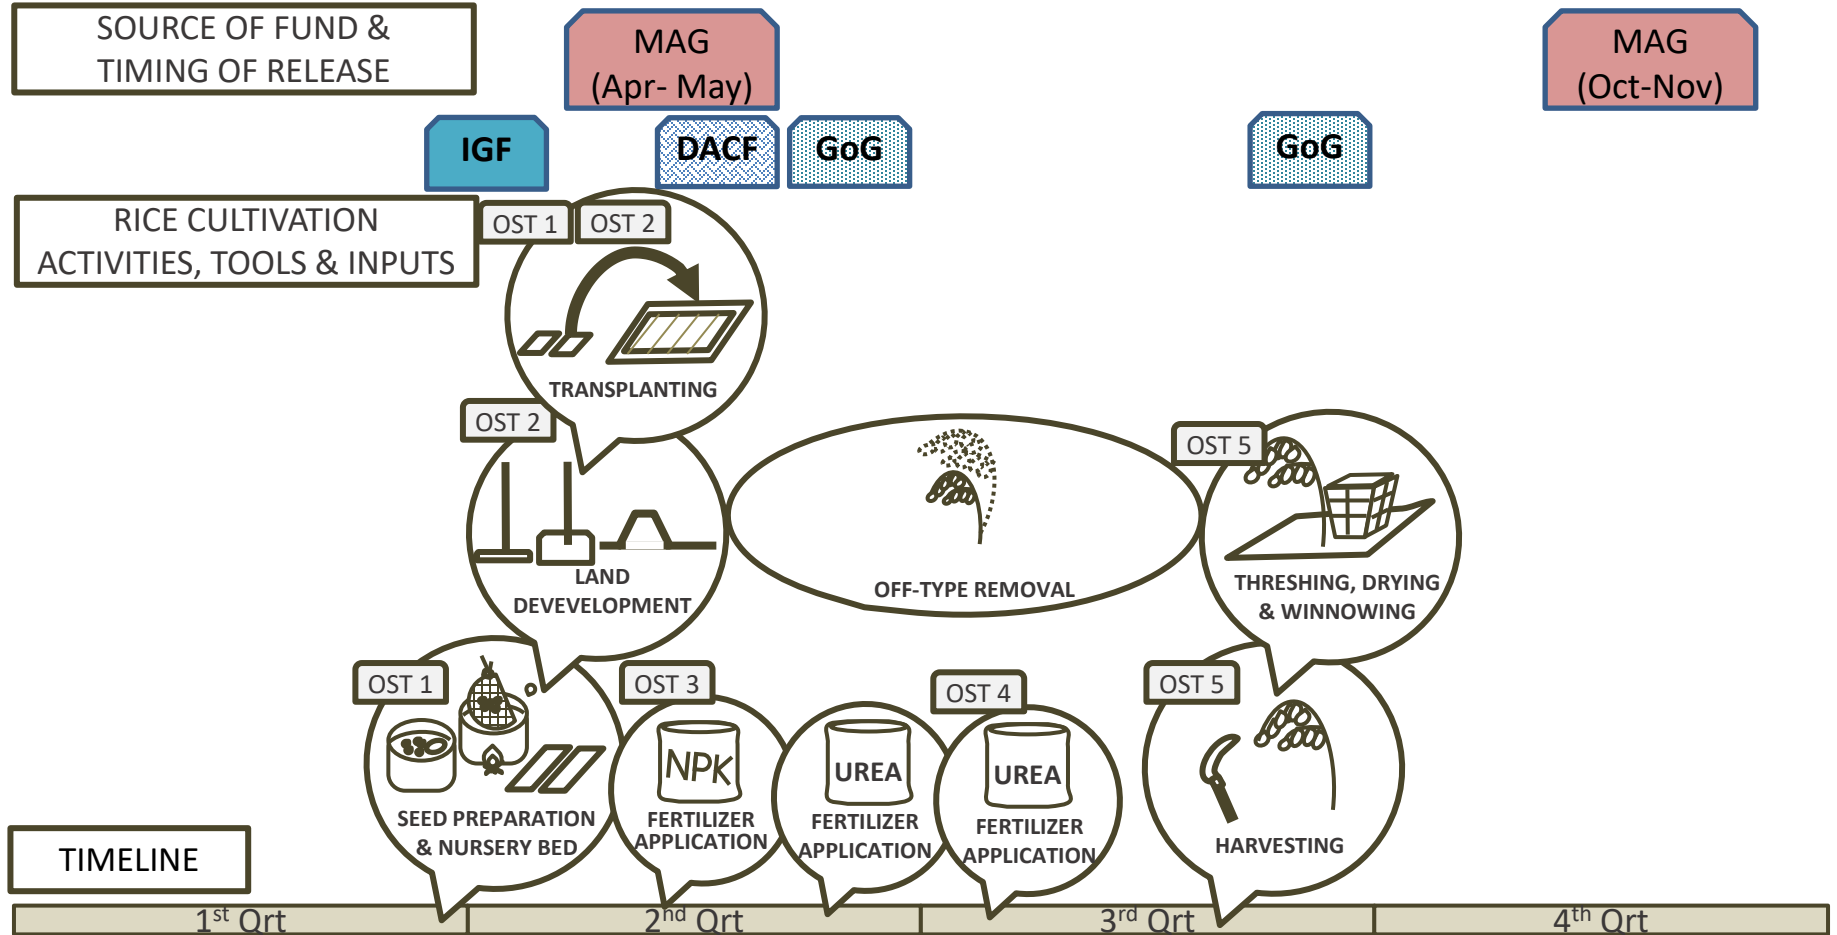 SOURCE OF FUND &
TIMING OF RELEASE
MAG
(Apr- May)
MAG
(Oct-Nov)
IGF
DACF
GoG
GoG
RICE CULTIVATION
ACTIVITIES, TOOLS & INPUTS
OST 1
OST 2
TRANSPLANTING
OST 2
LAND
DEVEVELOPMENT
OFF-TYPE REMOVAL
OST 5
THRESHING, DRYING
& WINNOWING
OST 1
SEED PREPARATION
& NURSERY BED
OST 3
NPK
FERTILIZER
APPLICATION
UREA
FERTILIZER
APPLICATION
OST 4
UREA
FERTILIZER
APPLICATION
OST 5
HARVESTING
TIMELINE
1st Qrt
2nd Qrt
3rd Qrt
4th Qrt